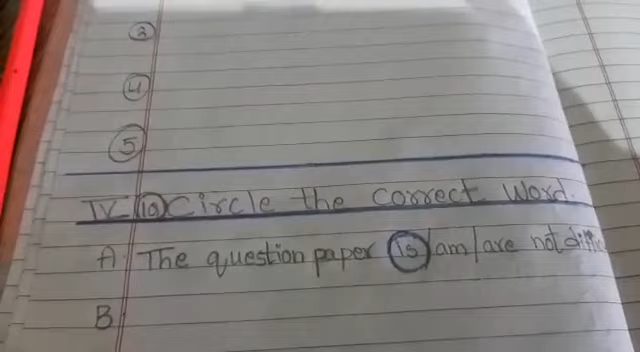 3
4
5
IV 10 Circle the correct word.
A The question paper is/am/are not
B